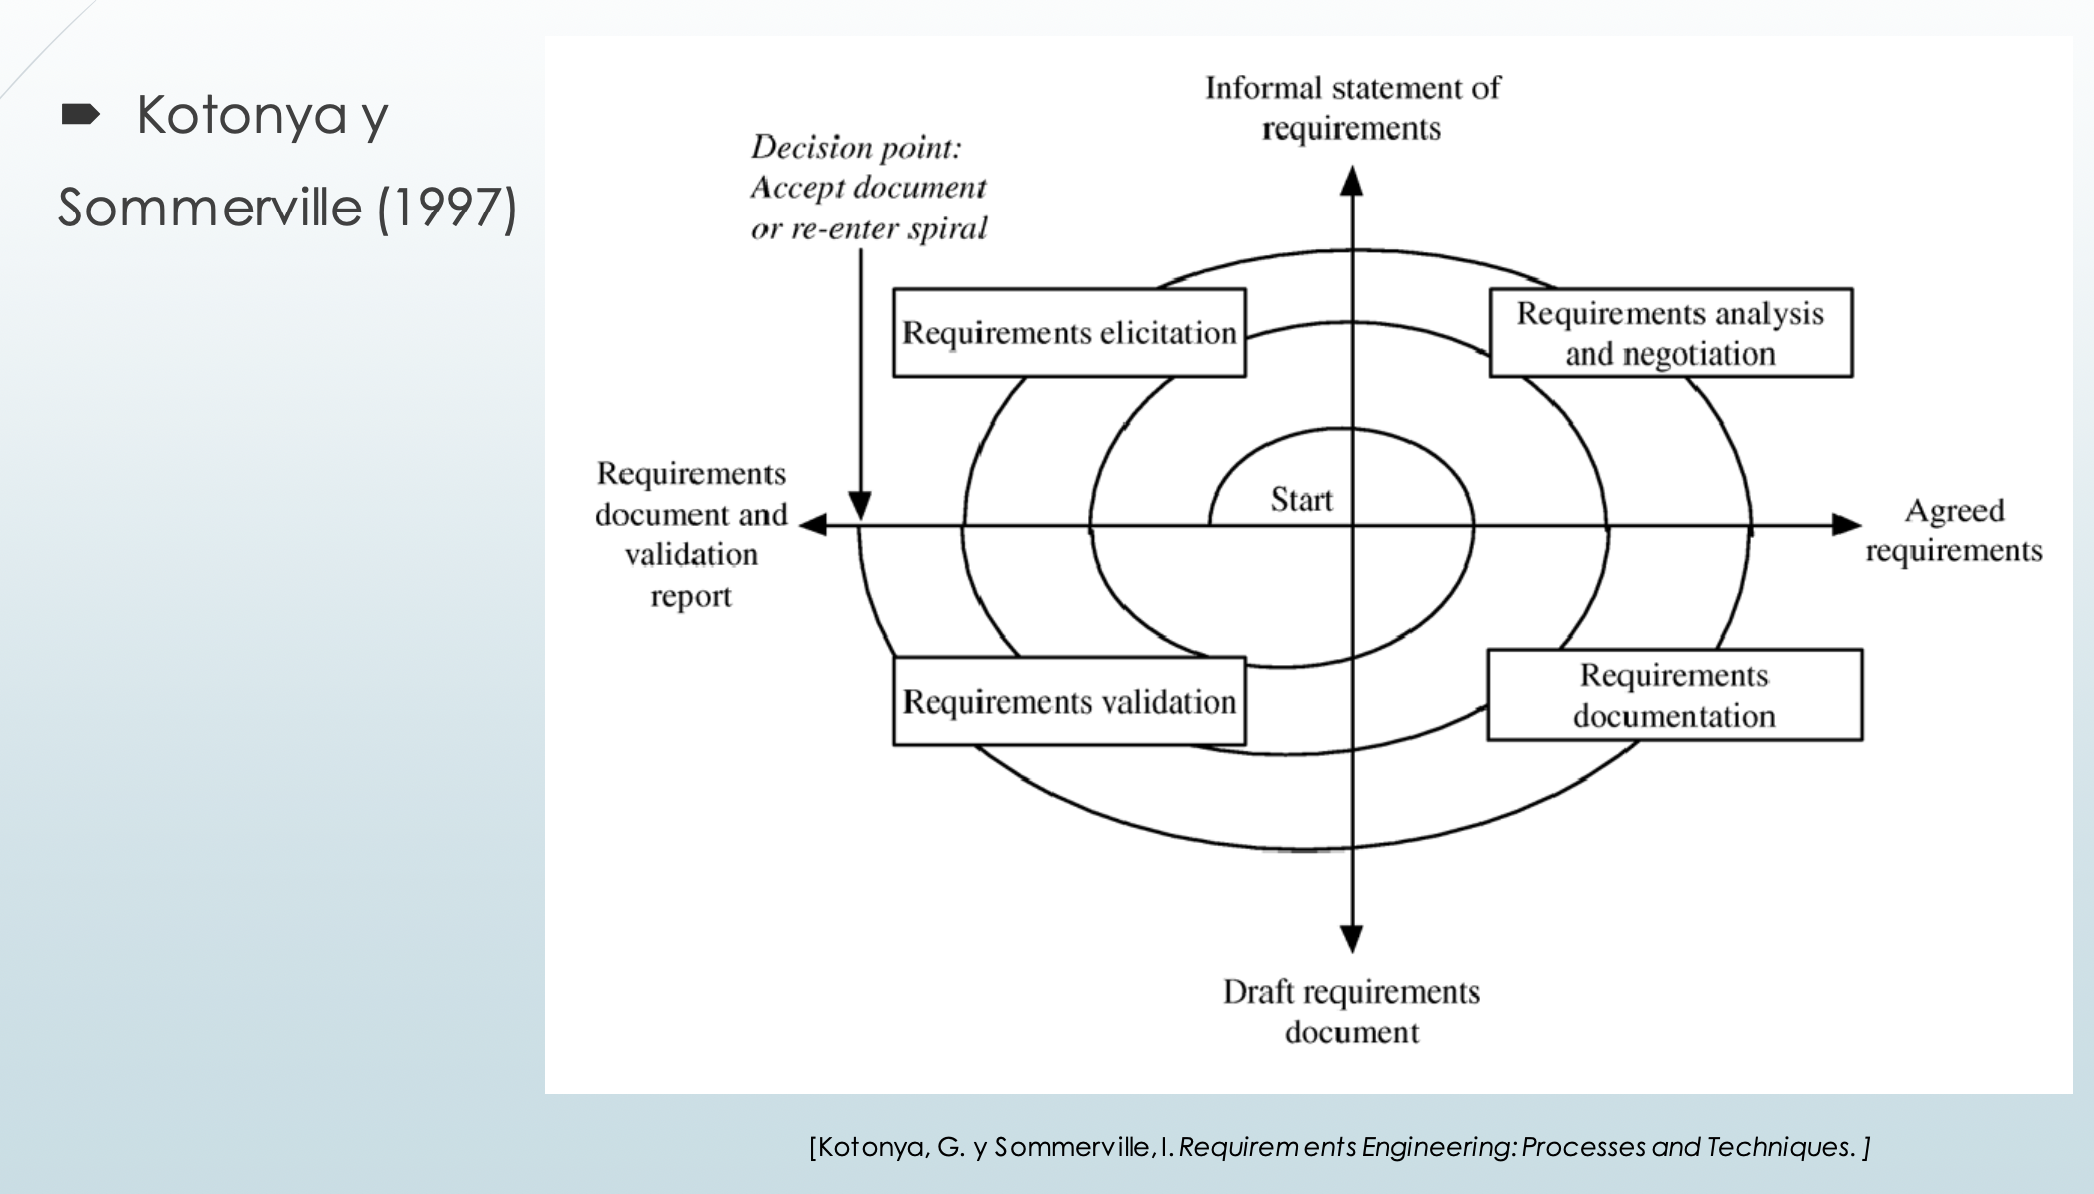 Kotonya y
Sommerville (1997)
Informal statement of
requirements
Decision point:
Accept document
or re-enter spiral
Requirements elicitation
Requirements analysis
and negotiation
Requirements
document and
validation
report
Start
Agreed
requirements
Requirements validation
Requirements
documentation
Draft requirements
document
[Kotonya, G. y Sommerville, I. Requirements Engineering: Processes and Techniques. ]